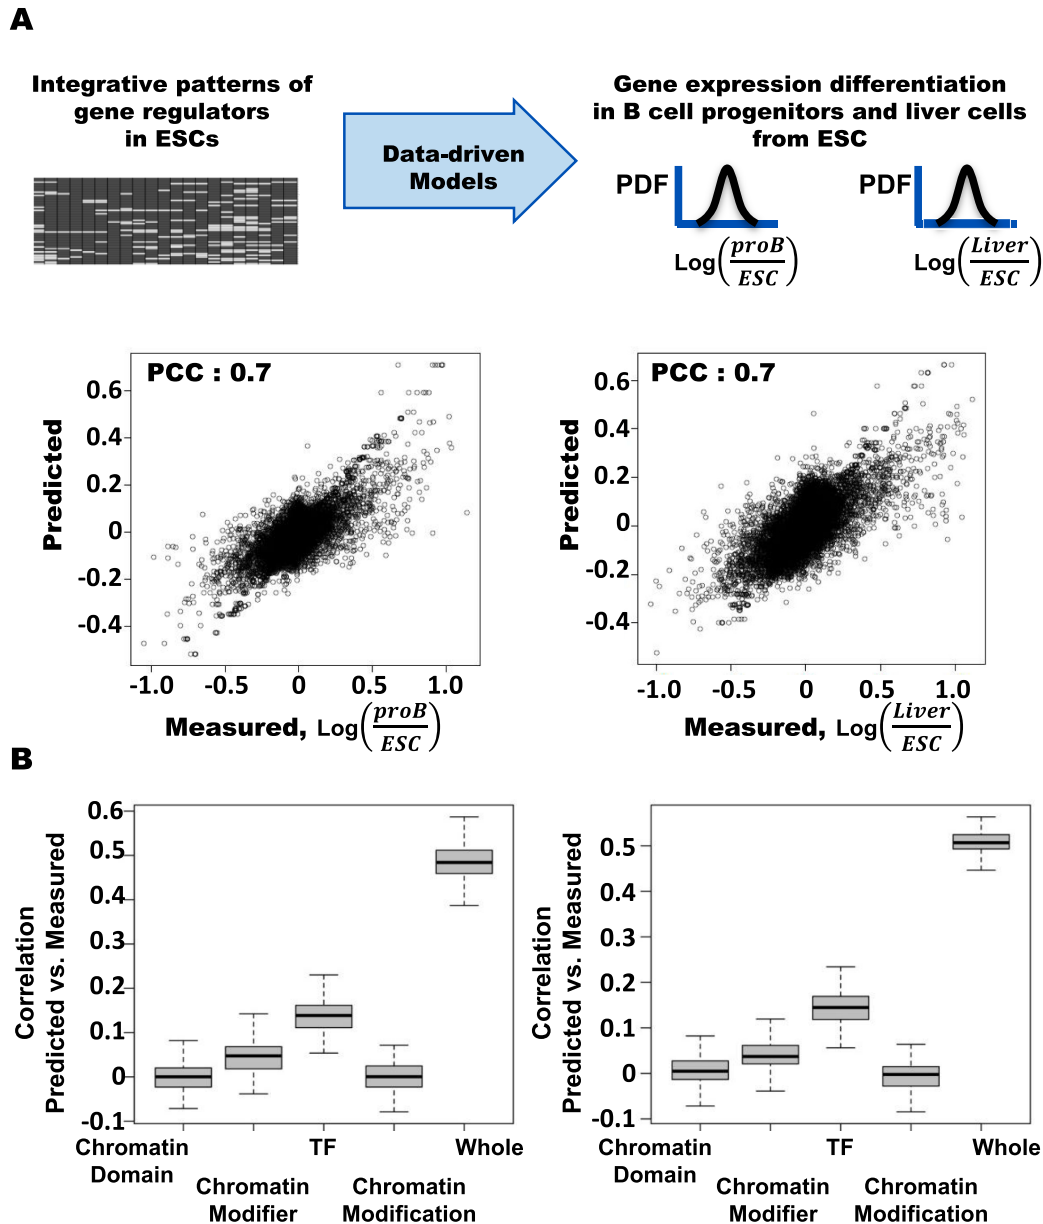 A
Integrative patterns of
gene regulators
in ESCs
Data-driven
Models
Gene expression differentiation
in B cell progenitors and liver cells
from ESC
PDF
Log(proB/ESC)
PDF
Log(Liver/ESC)
PCC : 0.7
Predicted
0.6
0.4
0.2
0
-0.2
-0.4
-1.0 -0.5 0 0.5 1.0
Measured, Log(proB/ESC)
PCC : 0.7
Predicted
0.6
0.4
0.2
0
-0.2
-0.4
-1.0 -0.5 0 0.5 1.0
Measured, Log(Liver/ESC)
B
Correlation
Predicted vs. Measured
0.6
0.5
0.4
0.3
0.2
0.1
0
-0.1
Chromatin
Domain
Chromatin
Modifier
TF
Chromatin
Modification
Whole
Correlation
Predicted vs. Measured
0.5
0.4
0.3
0.2
0.1
0
-0.1
Chromatin
Domain
Chromatin
Modifier
TF
Chromatin
Modification
Whole